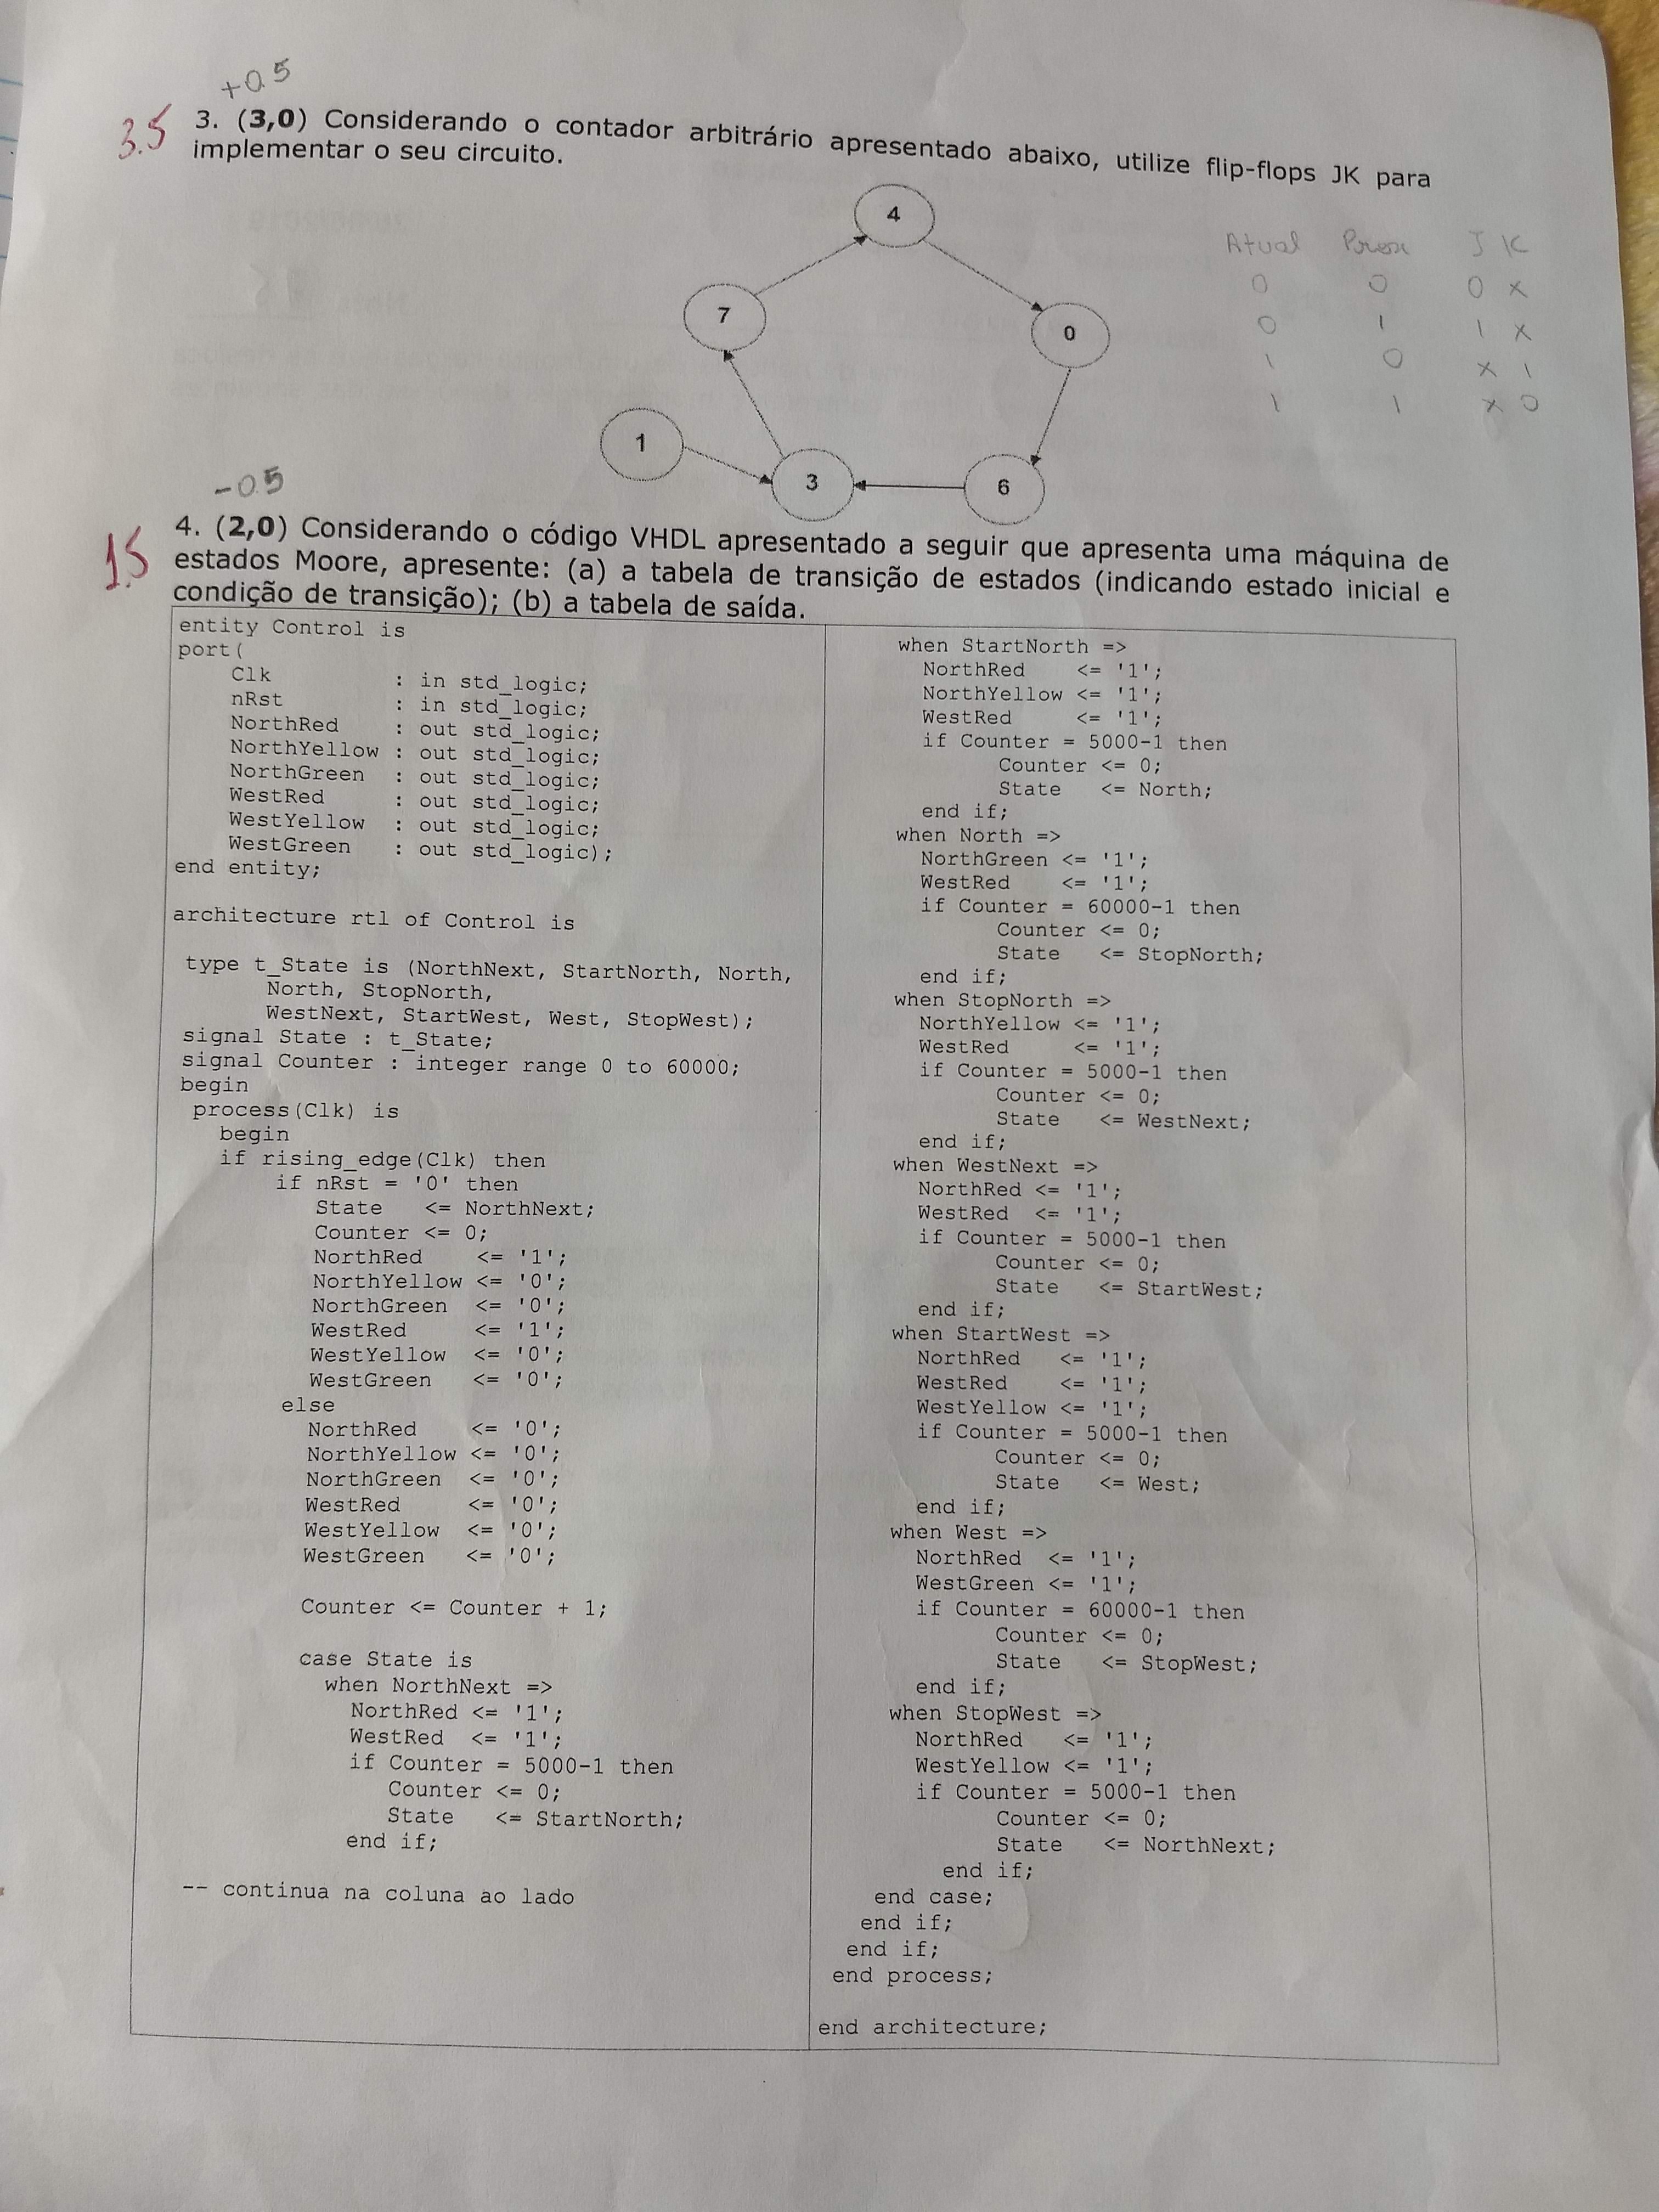 +0.5
3.5
3. (3,0) Considerando o contador arbitrário apresentado abaixo, utilize flip-flops JK para
implementar o seu circuito.
4
7
0
1
3
6
Atual Prox J K
0 0 0 x
0 1 1 x
1 0 x 1
1 1 x 0
-0.5
1.5
4. (2,0) Considerando o código VHDL apresentado a seguir que apresenta uma máquina de
estados Moore, apresente: (a) a tabela de transição de estados (indicando estado inicial e
condição de transição); (b) a tabela de saída.
entity Control is
port(
Clk : in std_logic;
nRst : in std_logic;
NorthRed : out std_logic;
NorthYellow : out std_logic;
NorthGreen : out std_logic;
WestRed : out std_logic;
WestYellow : out std_logic;
WestGreen : out std_logic);
end entity;
architecture rtl of Control is
type t_State is (NorthNext, StartNorth, North,
North, StopNorth,
WestNext, StartWest, West, StopWest);
signal State : t_State;
signal Counter : integer range 0 to 60000;
begin
process(Clk) is
begin
if rising_edge(Clk) then
if nRst = '0' then
State <= NorthNext;
Counter <= 0;
NorthRed <= '1';
NorthYellow <= '0';
NorthGreen <= '0';
WestRed <= '1';
WestYellow <= '0';
WestGreen <= '0';
else
NorthRed <= '0';
NorthYellow <= '0';
NorthGreen <= '0';
WestRed <= '0';
WestYellow <= '0';
WestGreen <= '0';
Counter <= Counter + 1;
case State is
when NorthNext =>
NorthRed <= '1';
WestRed <= '1';
if Counter = 5000-1 then
Counter <= 0;
State <= StartNorth;
end if;
-- continua na coluna ao lado
when StartNorth =>
NorthRed <= '1';
NorthYellow <= '1';
WestRed <= '1';
if Counter = 5000-1 then
Counter <= 0;
State <= North;
end if;
when North =>
NorthGreen <= '1';
WestRed <= '1';
if Counter = 60000-1 then
Counter <= 0;
State <= StopNorth;
end if;
when StopNorth =>
NorthYellow <= '1';
WestRed <= '1';
if Counter = 5000-1 then
Counter <= 0;
State <= WestNext;
end if;
when WestNext =>
NorthRed <= '1';
WestRed <= '1';
if Counter = 5000-1 then
Counter <= 0;
State <= StartWest;
end if;
when StartWest =>
NorthRed <= '1';
WestRed <= '1';
WestYellow <= '1';
if Counter = 5000-1 then
Counter <= 0;
State <= West;
end if;
when West =>
NorthRed <= '1';
WestGreen <= '1';
if Counter = 60000-1 then
Counter <= 0;
State <= StopWest;
end if;
when StopWest =>
NorthRed <= '1';
WestYellow <= '1';
if Counter = 5000-1 then
Counter <= 0;
State <= NorthNext;
end if;
end case;
end if;
end if;
end process;
end architecture;